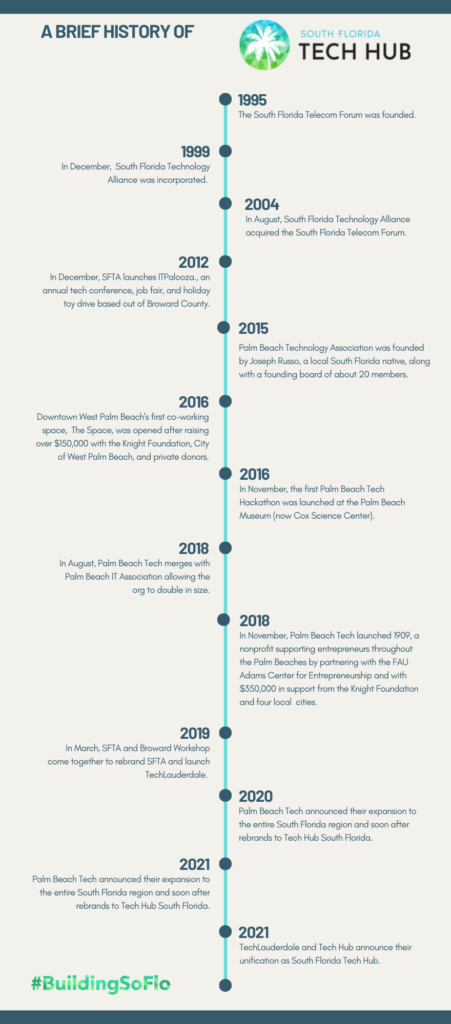 A BRIEF HISTORY OF
SOUTH FLORIDA
TECH HUB
1995
The South Florida Telecom Forum was founded.
1999
In December, South Florida Technology
Alliance was incorporated.
2004
In August, South Florida Technology Alliance
acquired the South Florida Telecom Forum.
2012
In December, SFTA launches ITPalooza., an
annual tech conference, job fair, and holiday
toy drive based out of Broward County.
2015
Palm Beach Technology Association was founded
by Joseph Russo, a local South Florida native, along
with a founding board of about 20 members.
2016
Downtown West Palm Beach's first co-working
space, The Space, was opened after raising
over $150,000 with the Knight Foundation, City
of West Palm Beach, and private donors.
2016
In November, the first Palm Beach Tech
Hackathon was launched at the Palm Beach
Museum (now Cox Science Center).
2018
In August, Palm Beach Tech merges with
Palm Beach IT Association allowing the
org to double in size.
2018
In November, Palm Beach Tech launched 1909, a
nonprofit supporting entrepreneurs throughout
the Palm Beaches by partnering with the FAU
Adams Center for Entrepreneurship and with
$350,000 in support from the Knight Foundation
and four local cities.
2019
In March, SFTA and Broward Workshop
come together to rebrand SFTA and launch
TechLauderdale.
2020
Palm Beach Tech announced their expansion to
the entire South Florida region and soon after
rebrands to Tech Hub South Florida.
2021
Palm Beach Tech announced their expansion to
the entire South Florida region and soon after
rebrands to Tech Hub South Florida.
2021
TechLauderdale and Tech Hub announce their
unification as South Florida Tech Hub.
#BuildingSoFlo